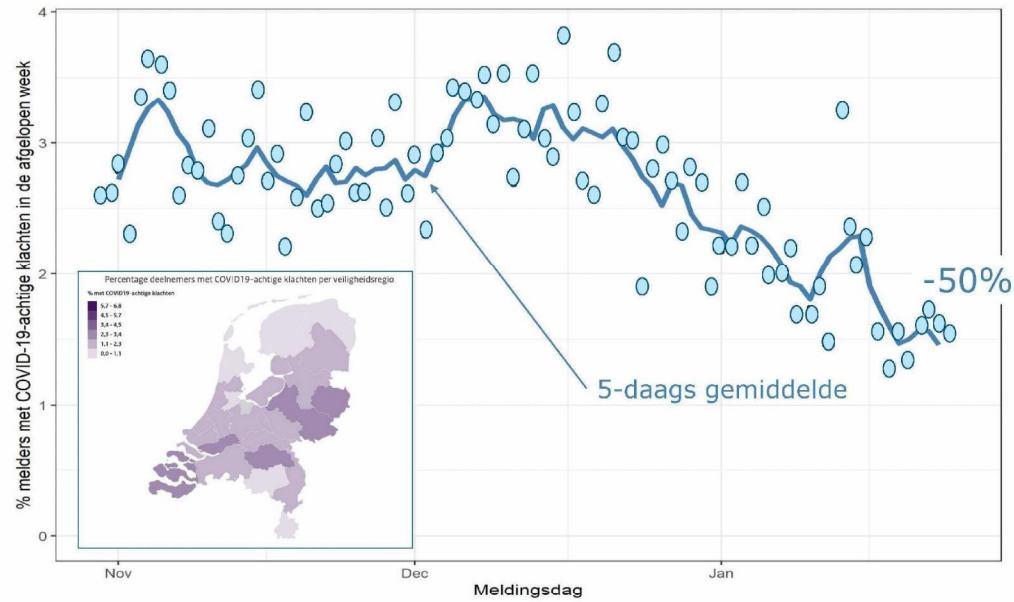 % melders met COVID-19-achtige klachten in de afgelopen week
4
3
2
1
0
Percentage deelnemers met COVID19-achtige klachten per veiligheidsregio
% met COVID19-achtige klachten
5,7 - 6,8
4,5 - 5,7
3,4 - 4,5
2,3 - 3,4
1,1 - 2,3
0,0 - 1,1
-50%
5-daags gemiddelde
Nov
Dec
Jan
Meldingsdag